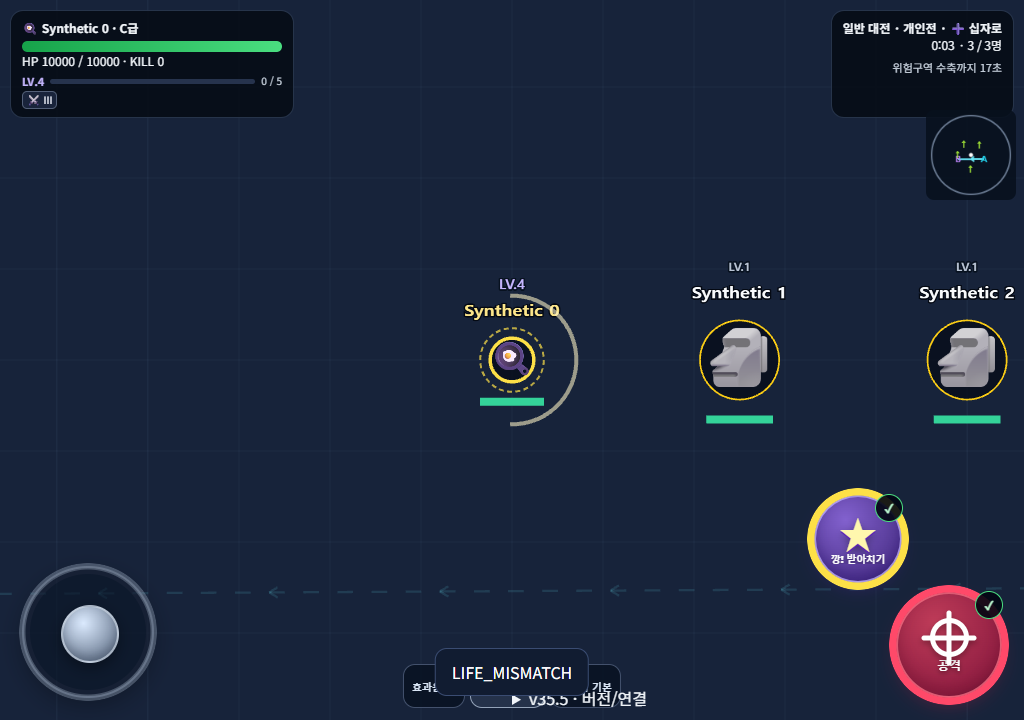 Synthetic 0 · C급
HP 10000 / 10000 · KILL 0
LV.4
0 / 5
III
일반 대전 · 개인전 · 십자로
0:03 · 3 / 3명
위험구역 수축까지 17초
LV.4
Synthetic 0
LV.1
Synthetic 1
LV.1
Synthetic 2
깡! 받아치기
공격
LIFE_MISMATCH
기본
v35.5 · 버전/연결